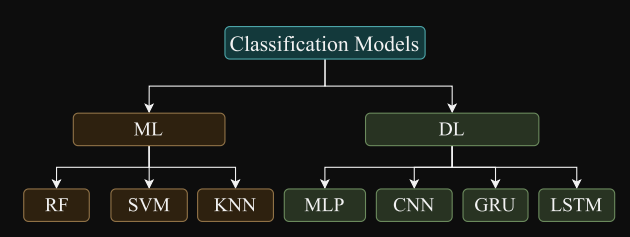 Classification Models
ML
DL
RF
SVM
KNN
MLP
CNN
GRU
LSTM